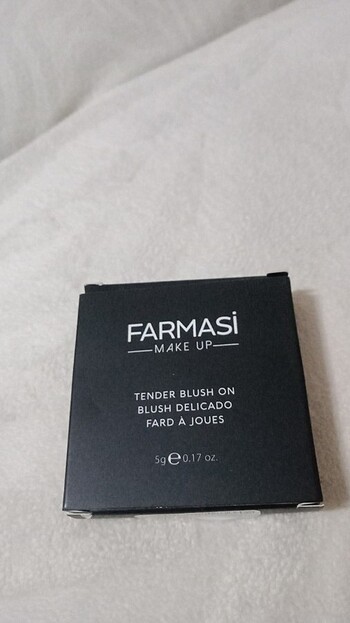 FARMASi
MAKE UP
TENDER BLUSH ON
BLUSH DELICADO
FARD À JOUES
5g ℮ 0,17 oz.